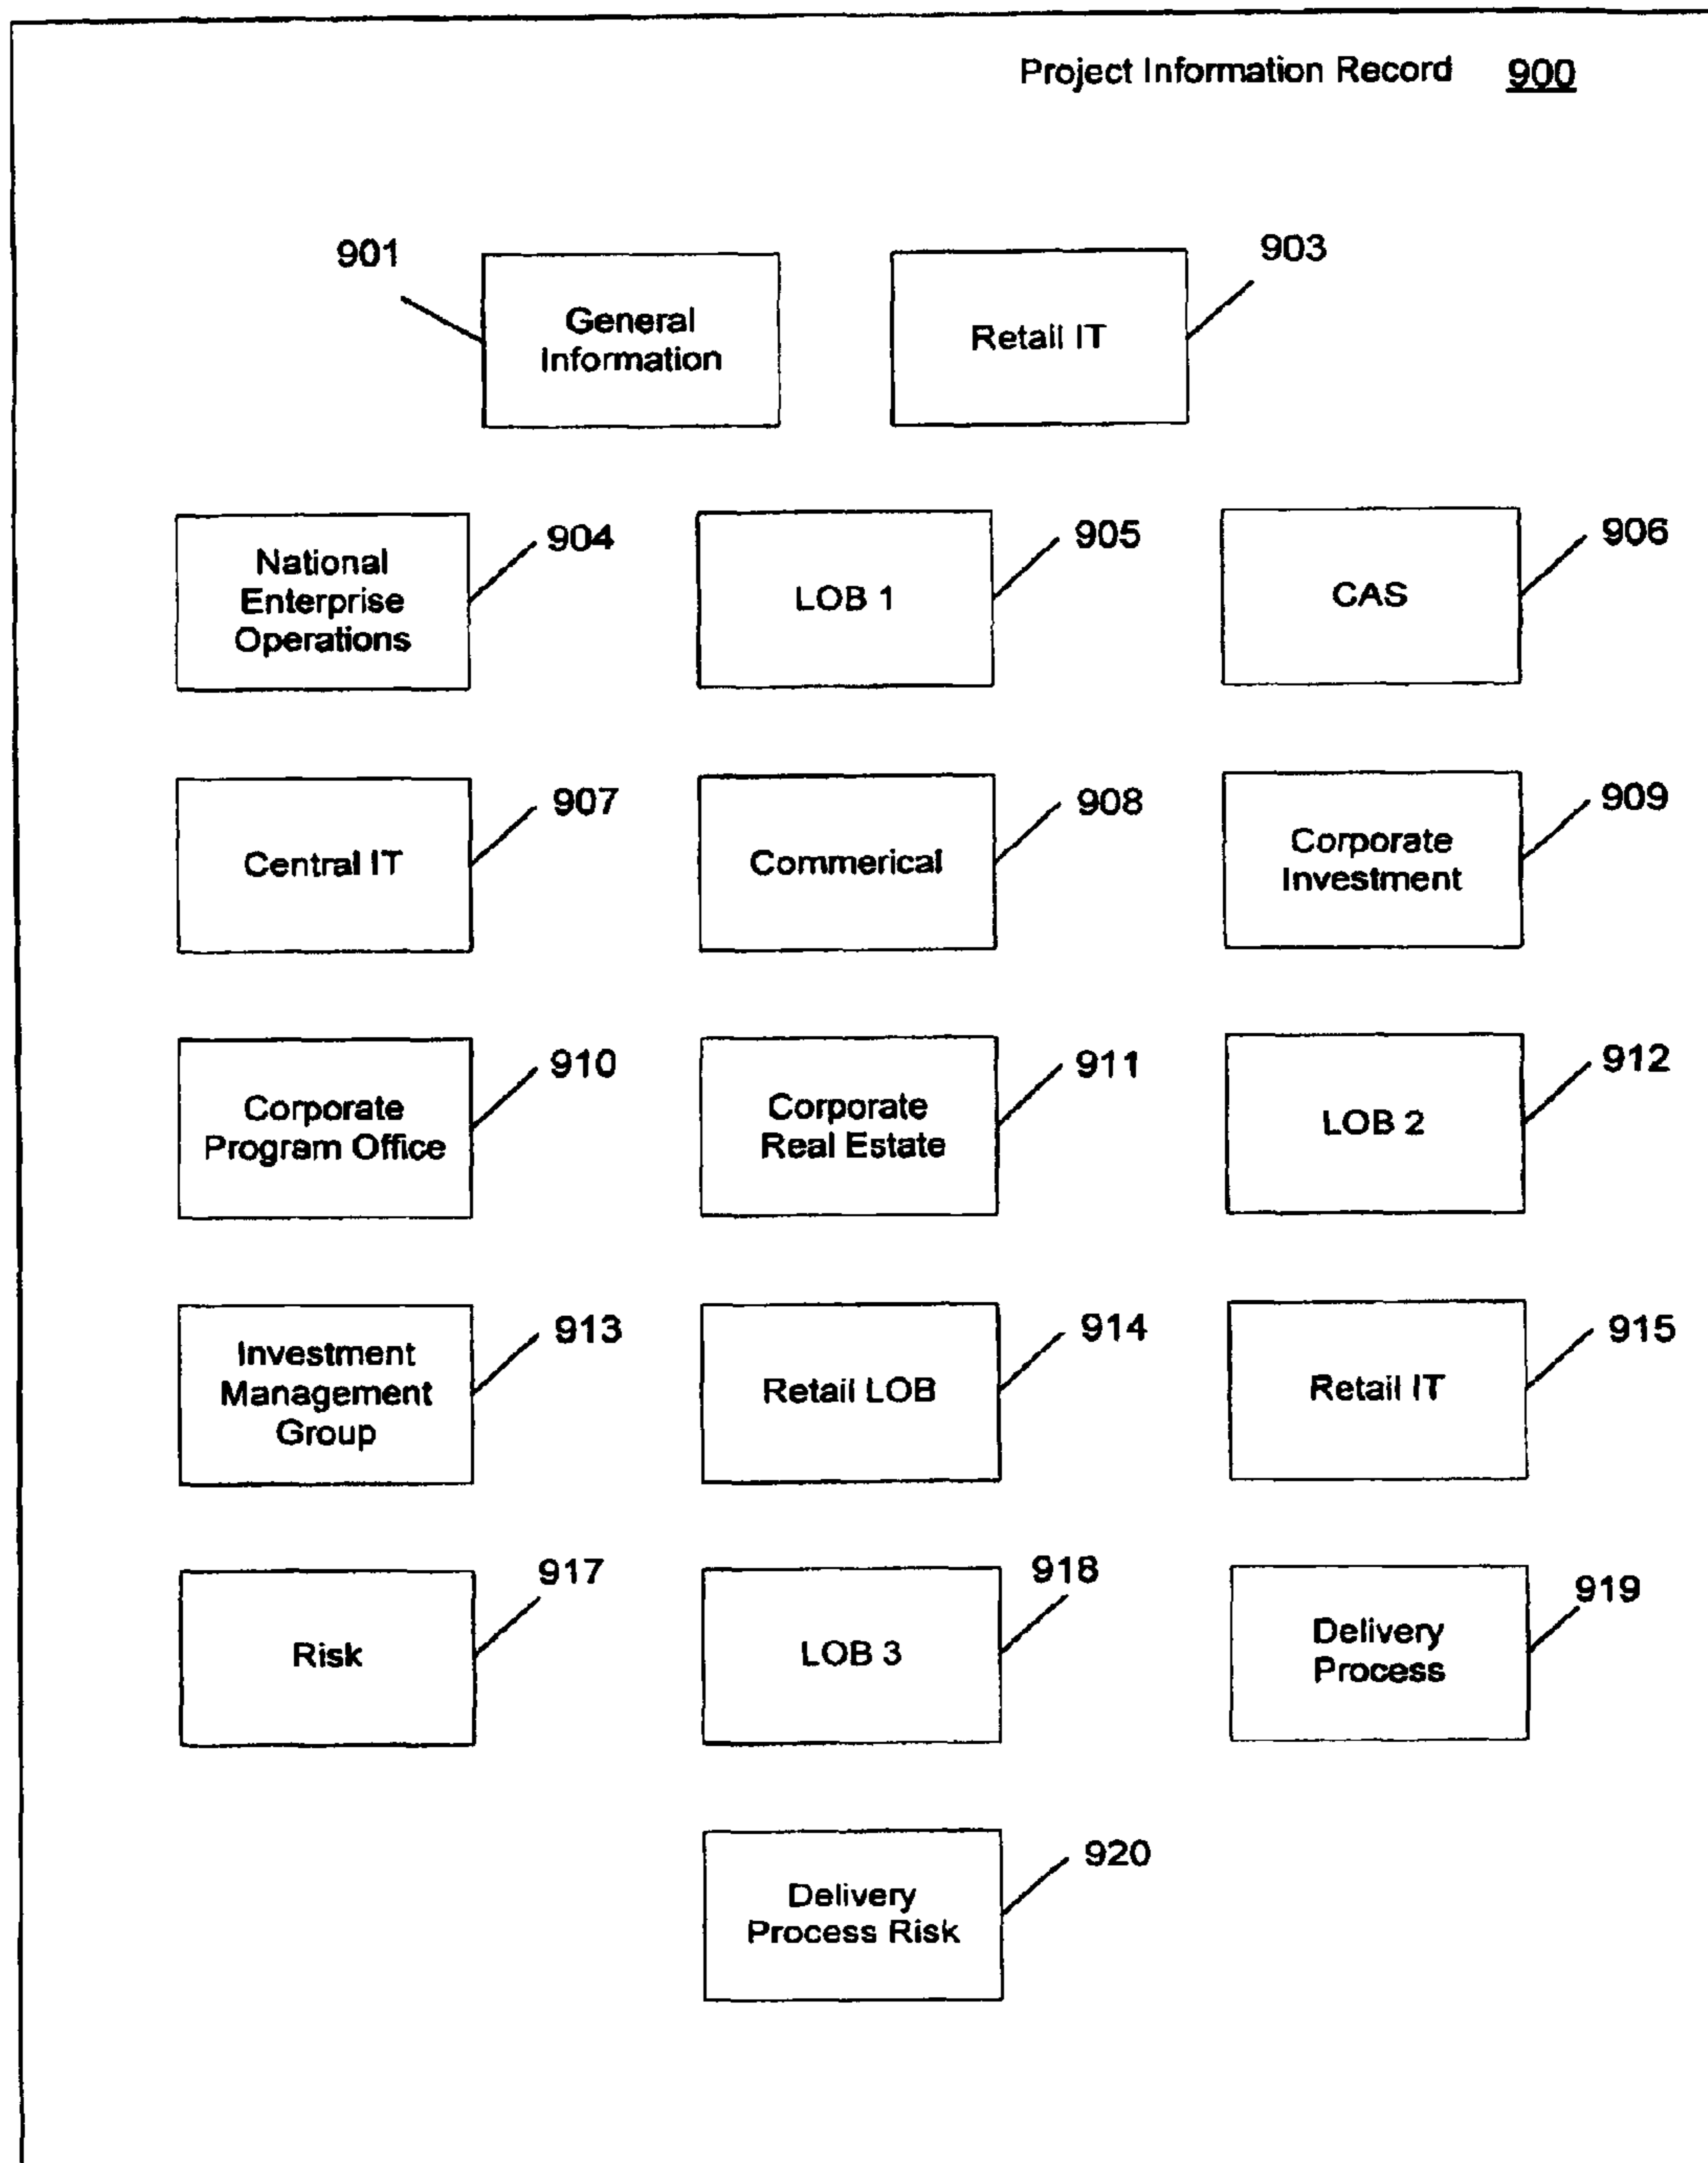 Project Information Record 900
901
General
Information
903
Retail IT
National
Enterprise
Operations
904
LOB 1
905
CAS
906
Central IT
907
Commerical
908
Corporate
Investment
909
Corporate
Program Office
910
Corporate
Real Estate
911
LOB 2
912
Investment
Management
Group
913
Retail LOB
914
Retail IT
915
Risk
917
LOB 3
918
Delivery
Process
919
Delivery
Process Risk
920